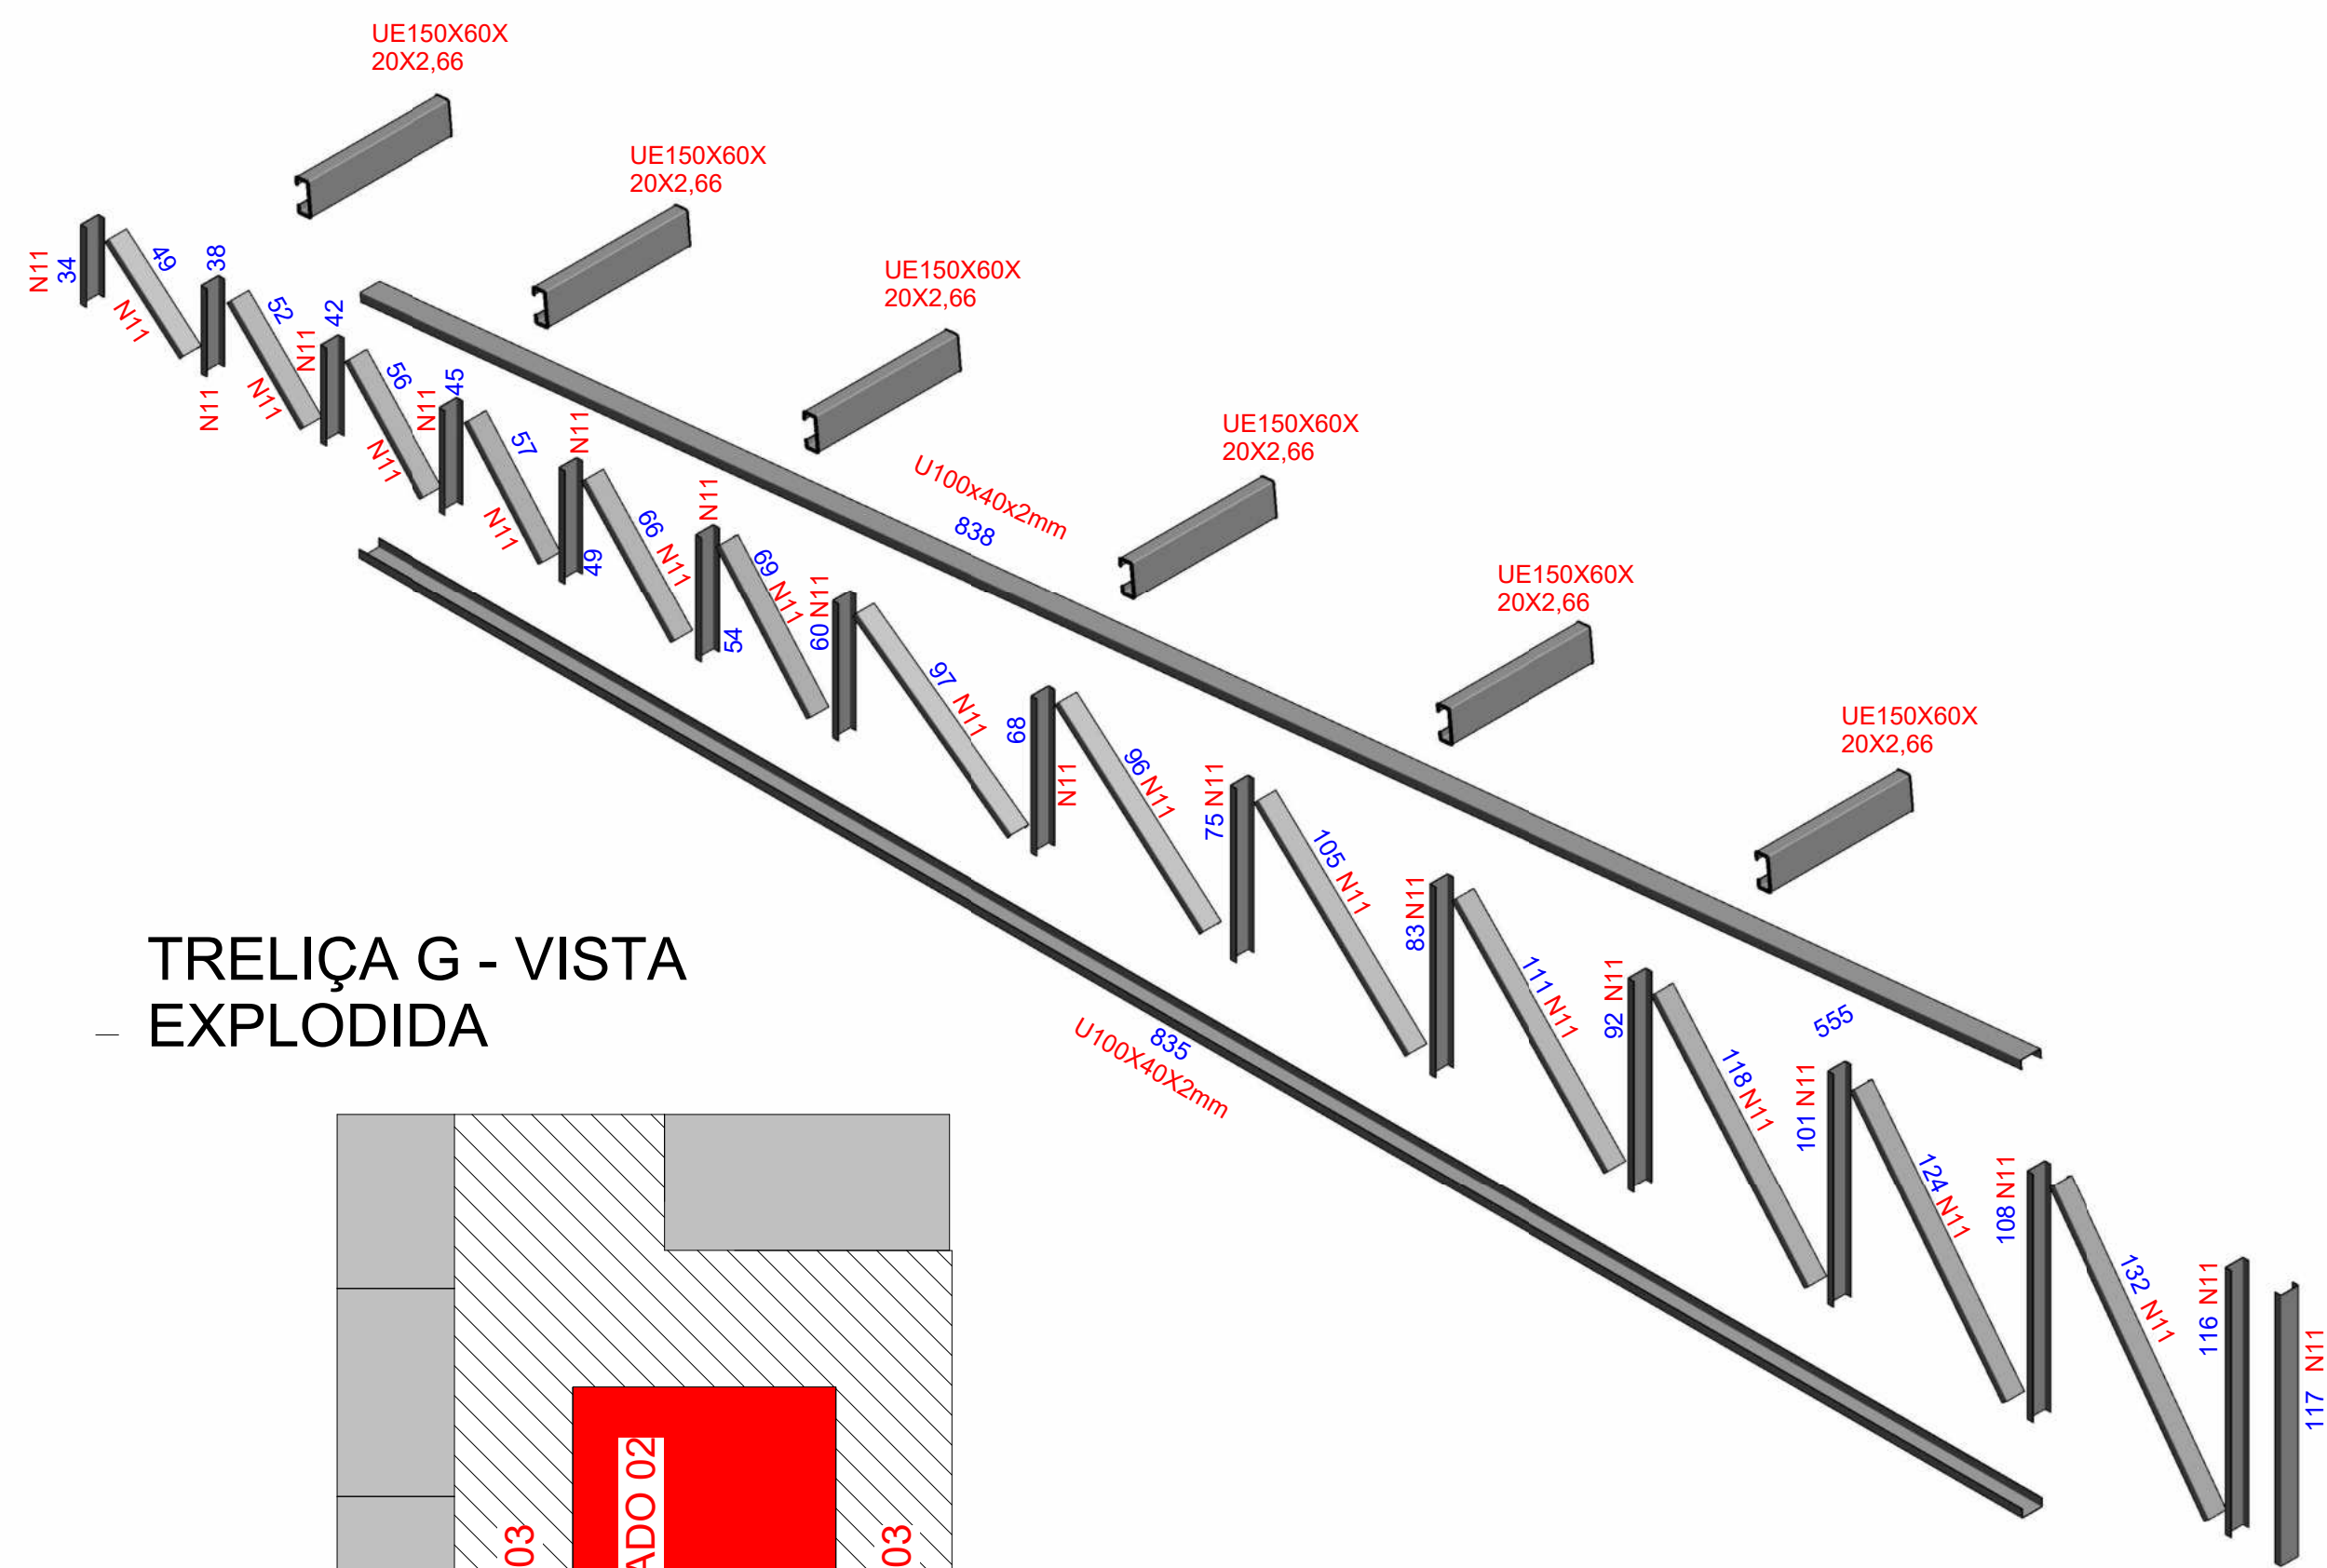 UE150X60X
20X2,66
UE150X60X
20X2,66
UE150X60X
20X2,66
UE150X60X
20X2,66
UE150X60X
20X2,66
UE150X60X
20X2,66
N11
34
49
N11
38
N11
52
N11
42
N11
56
N11
45
N11
57
N11
N11
49
66 N11
N11
54
69 N11
60 N11
97 N11
68
N11
96 N11
75 N11
105 N11
83 N11
111 N11
92 N11
118 N11
101 N11
124 N11
108 N11
132 N11
116 N11
117 N11
U100x40x2mm
838
555
835
U100X40X2mm
TRELIÇA G - VISTA
EXPLODIDA
03
ADO 02
03